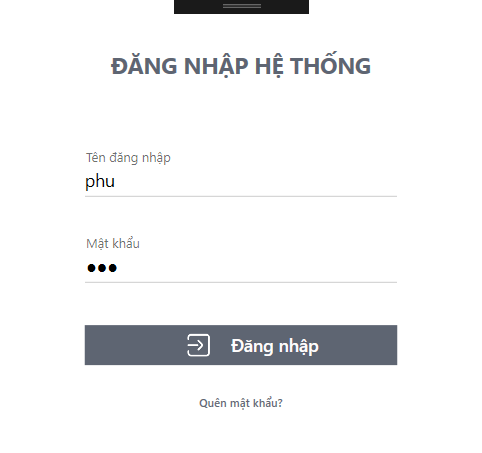 ĐĂNG NHẬP HỆ THỐNG
Tên đăng nhập
phu
Mật khẩu
●●●
Đăng nhập
Quên mật khẩu?